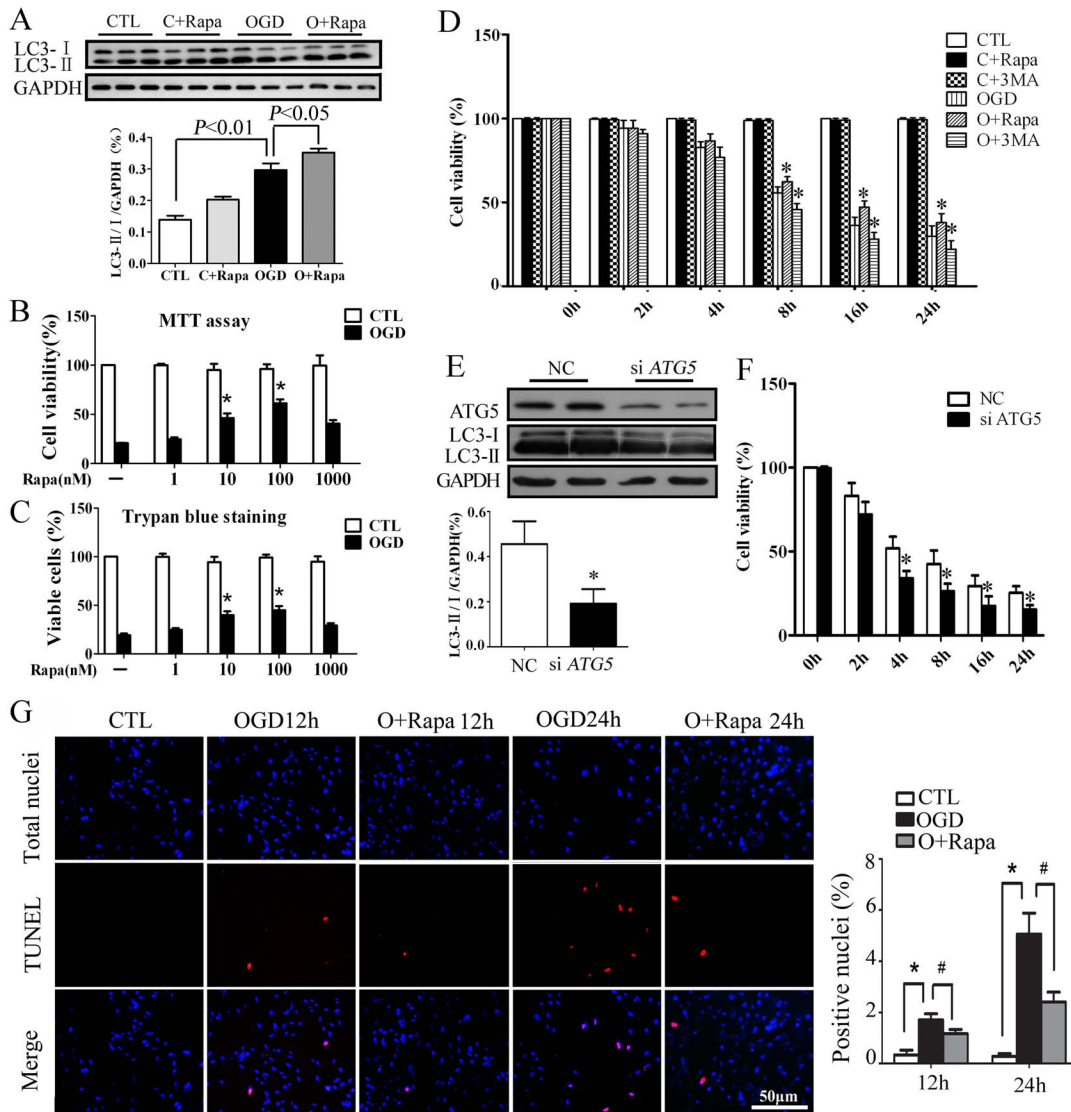 A
CTL C+Rapa OGD O+Rapa
LC3- I
LC3-II
GAPDH
P<0.01 P<0.05
LC3-II/ I /GAPDH (%)
0.4
0.3
0.2
0.1
0.0
CTL C+Rapa OGD O+Rapa
B
MTT assay
CTL
OGD
Cell viability(%)
150
100
50
0
Rapa(nM) — 1 10 100 1000
* *
C
Trypan blue staining
CTL
OGD
Viable cells (%)
150
100
50
0
Rapa(nM) — 1 10 100 1000
* *
D
Cell viability (%)
150
100
50
0
CTL
C+Rapa
C+3MA
OGD
O+Rapa
O+3MA
* * * * * *
0h 2h 4h 8h 16h 24h
E
NC si ATG5
ATG5
LC3-I
LC3-II
GAPDH
LC3-II/ I /GAPDH(%)
0.6
0.4
0.2
0.0
*
NC si ATG5
F
NC
si ATG5
Cell viability (%)
150
100
50
0
* * * *
0h 2h 4h 8h 16h 24h
G
CTL OGD12h O+Rapa 12h OGD24h O+Rapa 24h
Total nuclei
TUNEL
Merge
50μm
CTL
OGD
O+Rapa
Positive nuclei (%)
8
6
4
2
0
* # * #
12h 24h